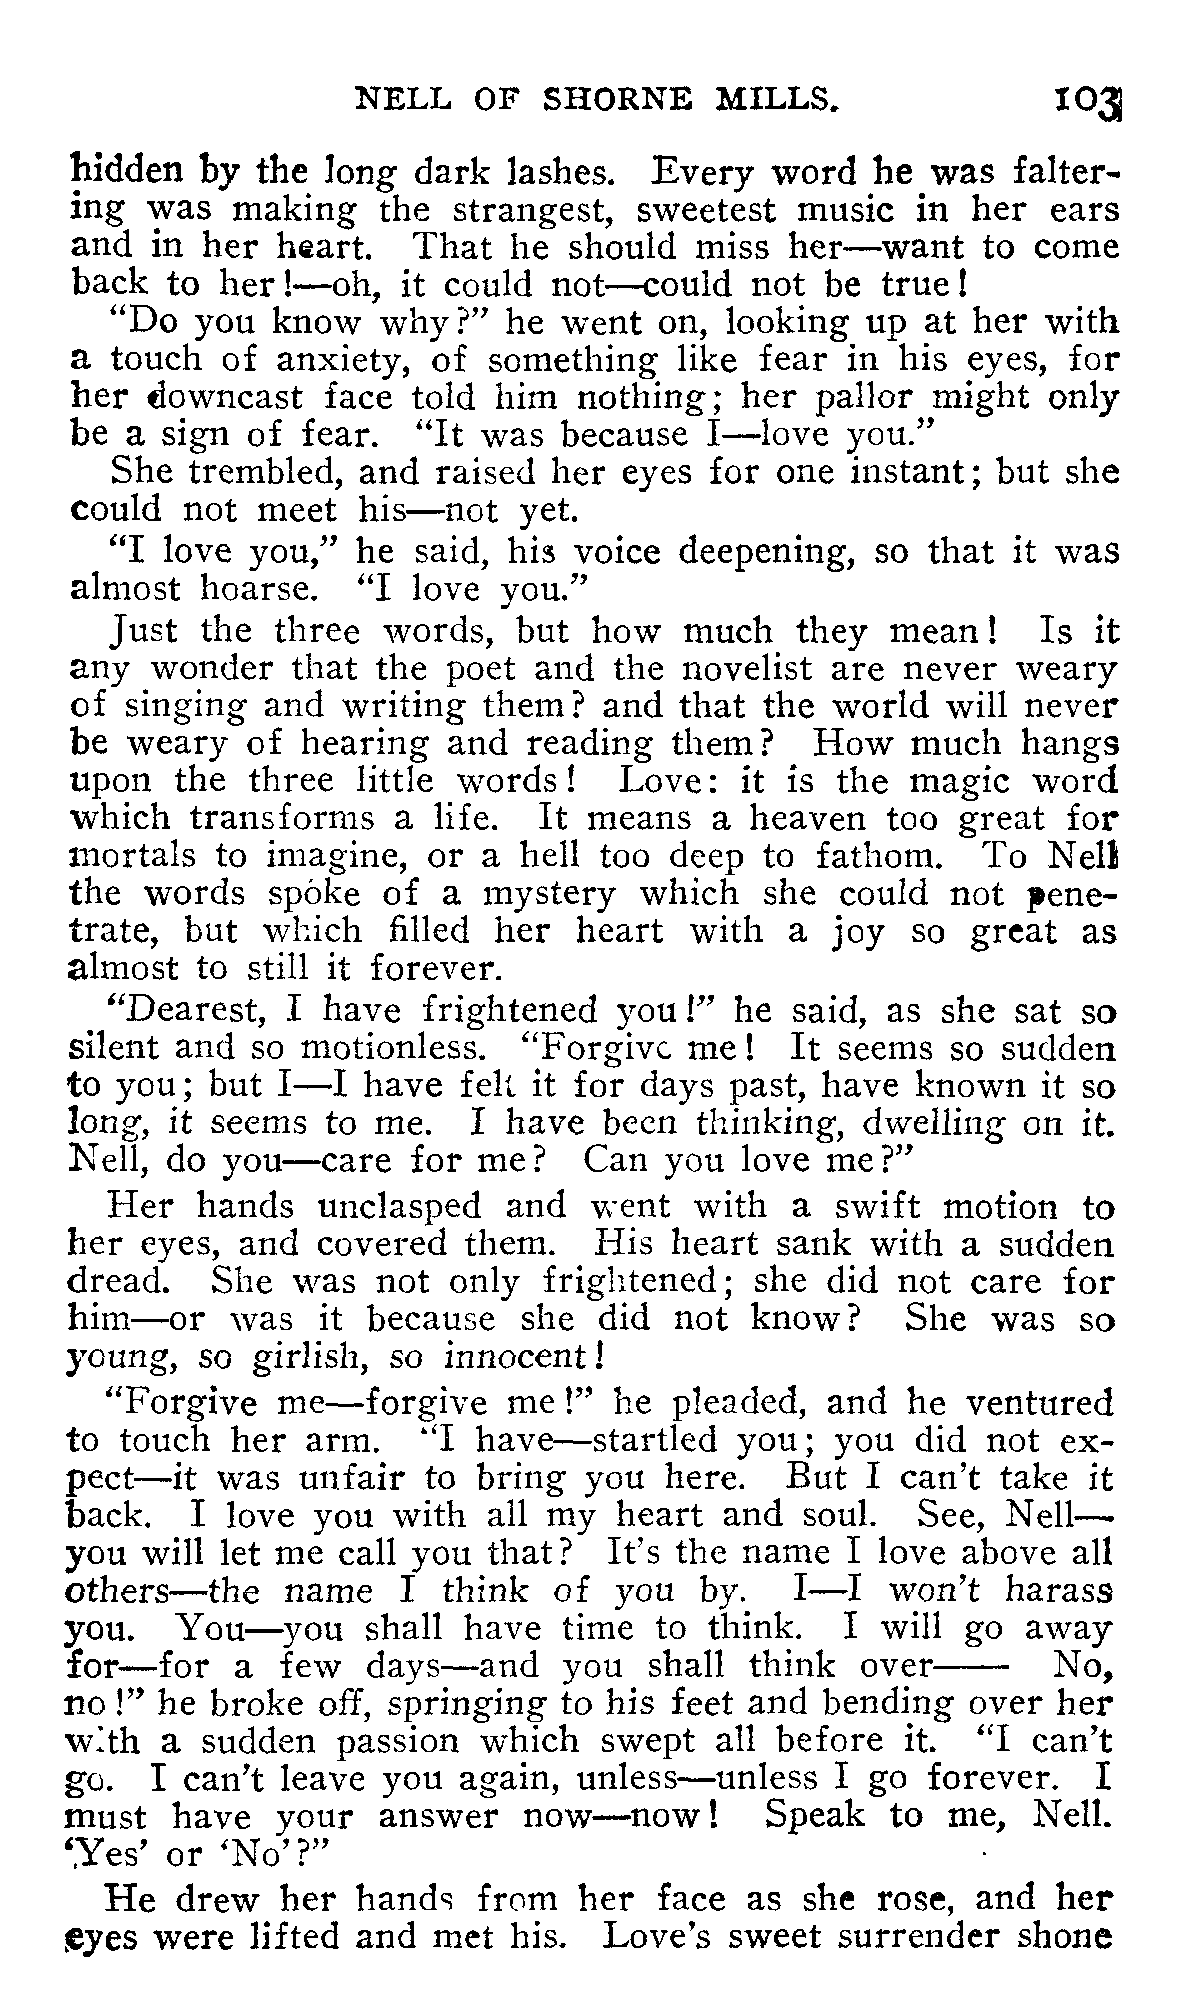 NELL OF SHORNE MILLS. 103
hidden by the long dark lashes. Every word he was falter-
ing was making the strangest, sweetest music in her ears
and in her heart. That he should miss her—want to come
back to her!—oh, it could not—could not be true!
"Do you know why?" he went on, looking up at her with
a touch of anxiety, of something like fear in his eyes, for
her downcast face told him nothing; her pallor might only
be a sign of fear. "It was because I—love you."
She trembled, and raised her eyes for one instant; but she
could not meet his—not yet.
"I love you," he said, his voice deepening, so that it was
almost hoarse. "I love you."
Just the three words, but how much they mean! Is it
any wonder that the poet and the novelist are never weary
of singing and writing them? and that the world will never
be weary of hearing and reading them? How much hangs
upon the three little words! Love: it is the magic word
which transforms a life. It means a heaven too great for
mortals to imagine, or a hell too deep to fathom. To Nell
the words spoke of a mystery which she could not pene-
trate, but which filled her heart with a joy so great as
almost to still it forever.
"Dearest, I have frightened you!" he said, as she sat so
silent and so motionless. "Forgive me! It seems so sudden
to you; but I—I have felt it for days past, have known it so
long, it seems to me. I have been thinking, dwelling on it.
Nell, do you—care for me? Can you love me?"
Her hands unclasped and went with a swift motion to
her eyes, and covered them. His heart sank with a sudden
dread. She was not only frightened; she did not care for
him—or was it because she did not know? She was so
young, so girlish, so innocent!
"Forgive me—forgive me!" he pleaded, and he ventured
to touch her arm. "I have—startled you; you did not ex-
pect—it was unfair to bring you here. But I can't take it
back. I love you with all my heart and soul. See, Nell—
you will let me call you that? It's the name I love above all
others—the name I think of you by. I—I won't harass
you. You—you shall have time to think. I will go away
for—for a few days—and you shall think over—— No,
no!" he broke off, springing to his feet and bending over her
with a sudden passion which swept all before it. "I can't
go. I can't leave you again, unless—unless I go forever. I
must have your answer now—now! Speak to me, Nell.
'Yes' or 'No'?"
He drew her hands from her face as she rose, and her
eyes were lifted and met his. Love's sweet surrender shone